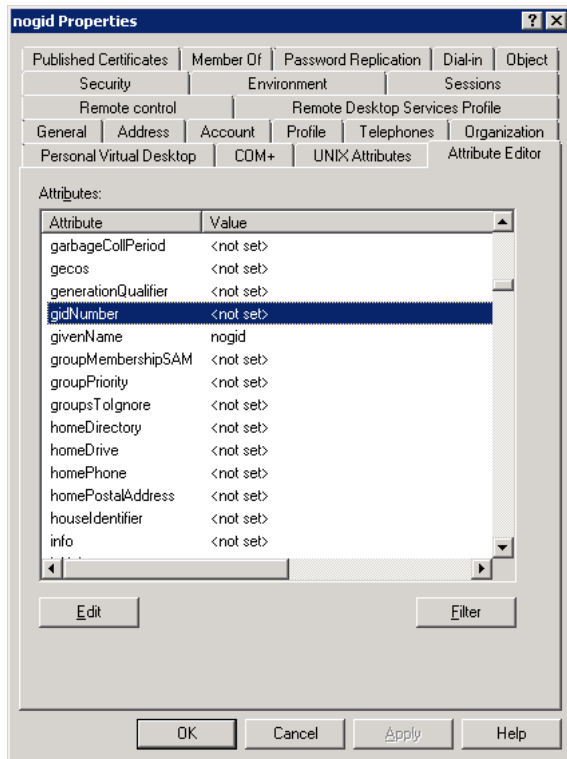 nogid Properties
Published Certificates Member Of Password Replication Dial-in Object
Security Environment Sessions
Remote control Remote Desktop Services Profile
General Address Account Profile Telephones Organization
Personal Virtual Desktop COM+ UNIX Attributes Attribute Editor
Attributes:
Attribute Value
garbageCollPeriod <not set>
gecos <not set>
generationQualifier <not set>
gidNumber <not set>
givenName nogid
groupMembershipSAM <not set>
groupPriority <not set>
groupsToIgnore <not set>
homeDirectory <not set>
homeDrive <not set>
homePhone <not set>
homePostalAddress <not set>
houseIdentifier <not set>
info <not set>
Edit Filter
OK Cancel Apply Help